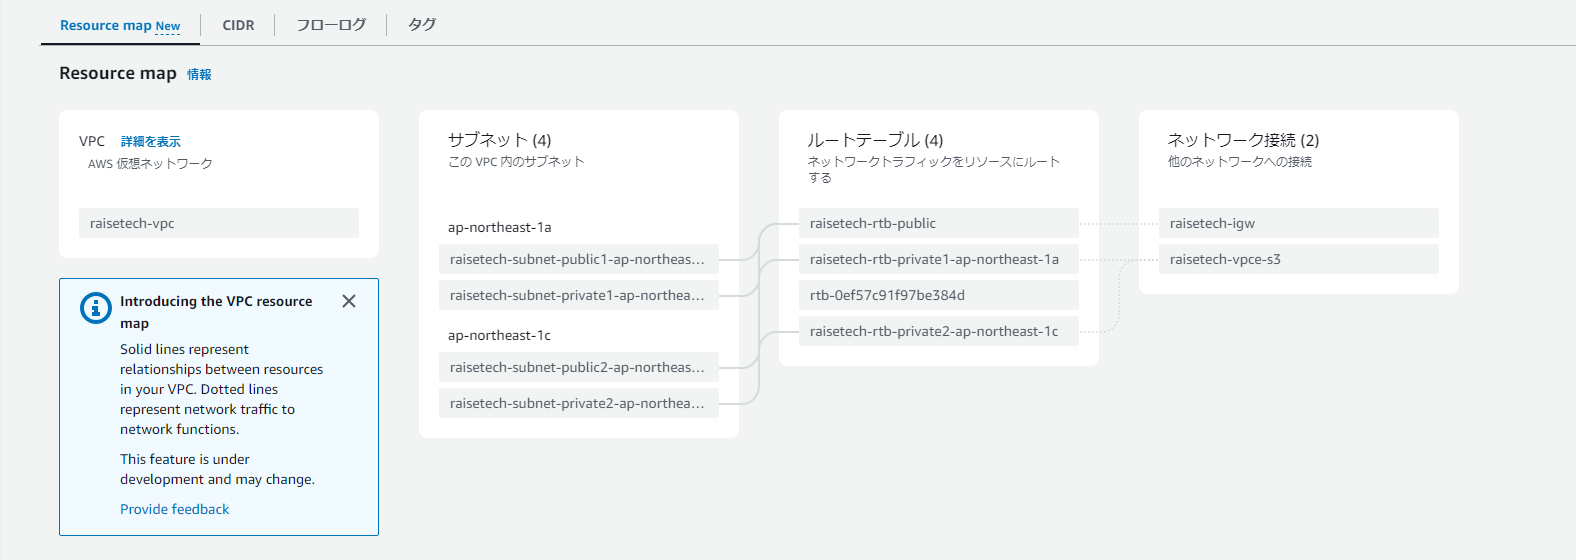 Resource map New
CIDR
フローログ
タグ
Resource map 情報
VPC 詳細を表示
AWS 仮想ネットワーク
raisetech-vpc
Introducing the VPC resource
map
Solid lines represent
relationships between resources
in your VPC. Dotted lines
represent network traffic to
network functions.
This feature is under
development and may change.
Provide feedback
サブネット (4)
この VPC 内のサブネット
ap-northeast-1a
raisetech-subnet-public1-ap-northeas...
raisetech-subnet-private1-ap-northea...
ap-northeast-1c
raisetech-subnet-public2-ap-northeas...
raisetech-subnet-private2-ap-northea...
ルートテーブル (4)
ネットワークトラフィックをリソースにルート
する
raisetech-rtb-public
raisetech-rtb-private1-ap-northeast-1a
rtb-0ef57c91f97be384d
raisetech-rtb-private2-ap-northeast-1c
ネットワーク接続 (2)
他のネットワークへの接続
raisetech-igw
raisetech-vpce-s3